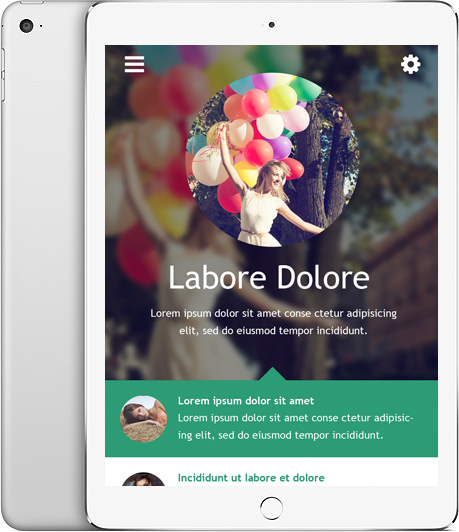 Labore Dolore
Lorem ipsum dolor sit amet conse ctetur adipisicing
elit, sed do eiusmod tempor incididunt.
Lorem ipsum dolor sit amet
Lorem ipsum dolor sit amet conse ctetur adipisic-
ing elit, sed do eiusmod tempor incididunt.
Incididunt ut labore et dolore